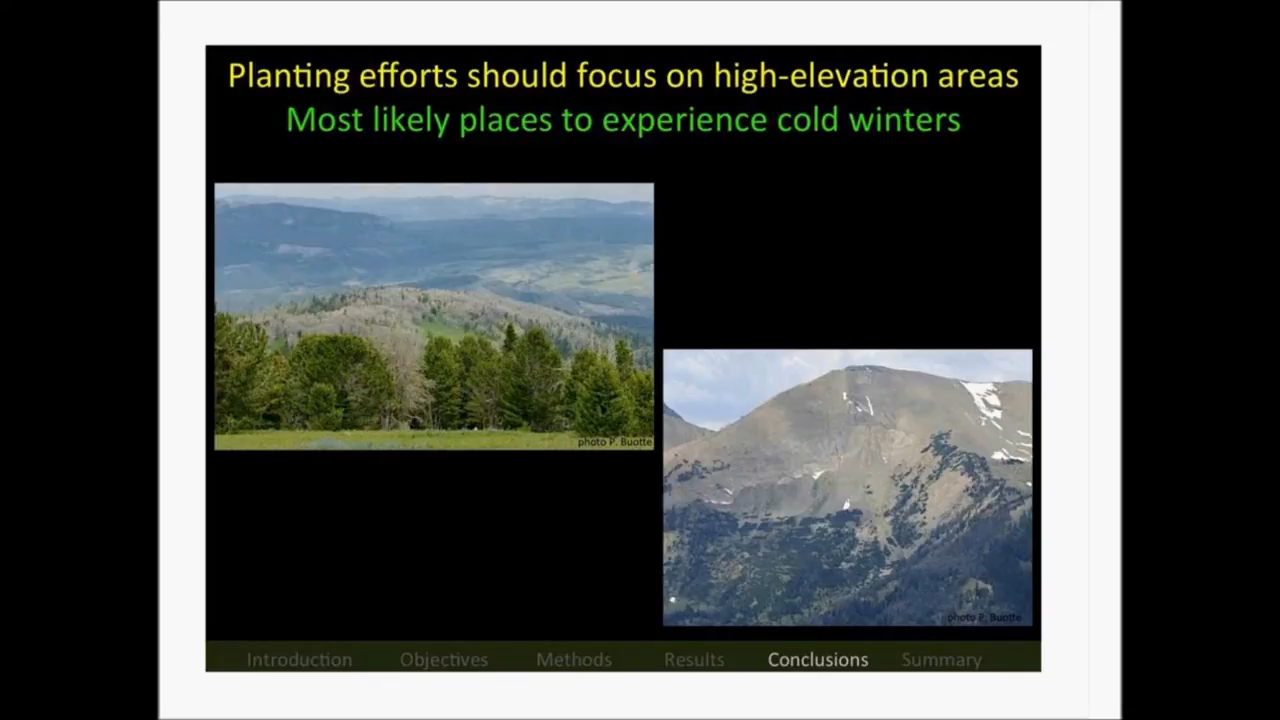 Planting efforts should focus on high-elevation areas
Most likely places to experience cold winters
photo P. Buotte
photo P. Buotte
Introduction Objectives Methods Results Conclusions Summary